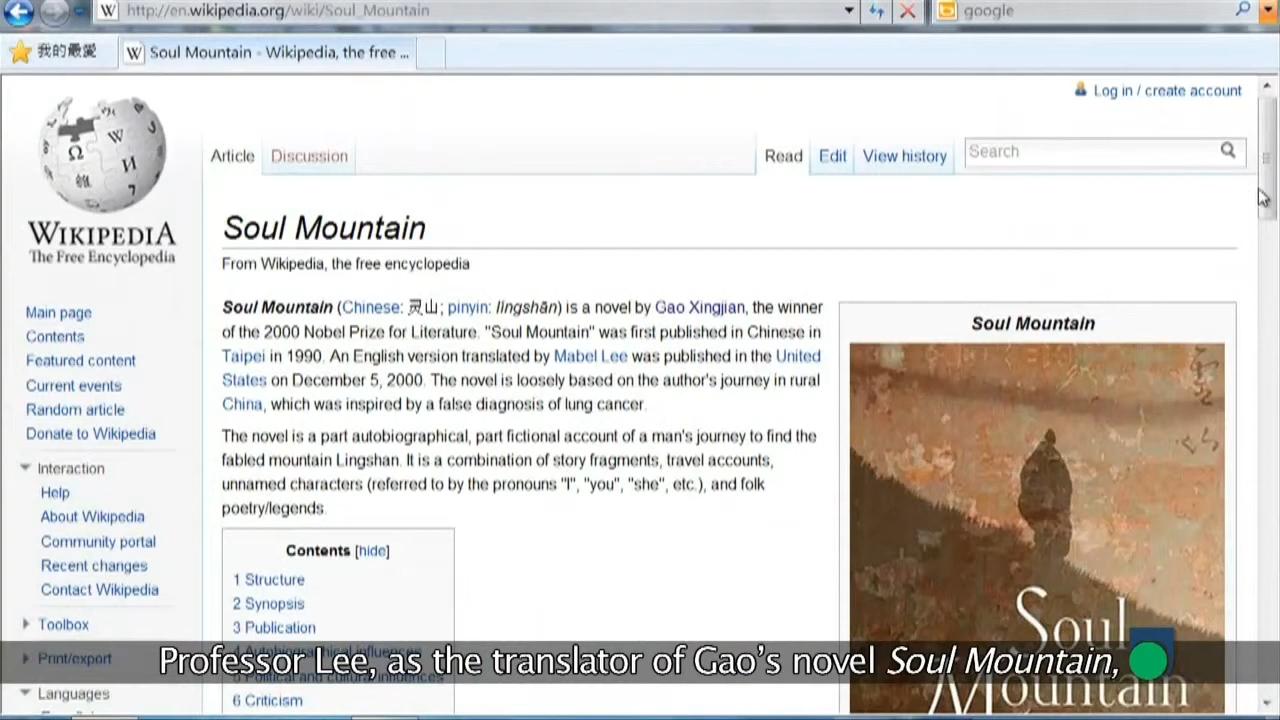 http://en.wikipedia.org/wiki/Soul_Mountain
google
我的最愛
Soul Mountain - Wikipedia, the free ...
Log in / create account
Article
Discussion
Read
Edit
View history
Search
WIKIPEDIA
The Free Encyclopedia
Main page
Contents
Featured content
Current events
Random article
Donate to Wikipedia
Interaction
Help
About Wikipedia
Community portal
Recent changes
Contact Wikipedia
Toolbox
Print/export
Languages
Soul Mountain
From Wikipedia, the free encyclopedia
Soul Mountain (Chinese: 灵山; pinyin: língshān) is a novel by Gao Xingjian, the winner
of the 2000 Nobel Prize for Literature. "Soul Mountain" was first published in Chinese in
Taipei in 1990. An English version translated by Mabel Lee was published in the United
States on December 5, 2000. The novel is loosely based on the author's journey in rural
China, which was inspired by a false diagnosis of lung cancer.
The novel is a part autobiographical, part fictional account of a man's journey to find the
fabled mountain Lingshan. It is a combination of story fragments, travel accounts,
unnamed characters (referred to by the pronouns "I", "you", "she", etc.), and folk
poetry/legends.
Contents [hide]
1 Structure
2 Synopsis
3 Publication
4 Autobiographical influences
5 Political and cultural influences
6 Criticism
Soul Mountain
Soul
Mountain
Professor Lee, as the translator of Gao's novel Soul Mountain,